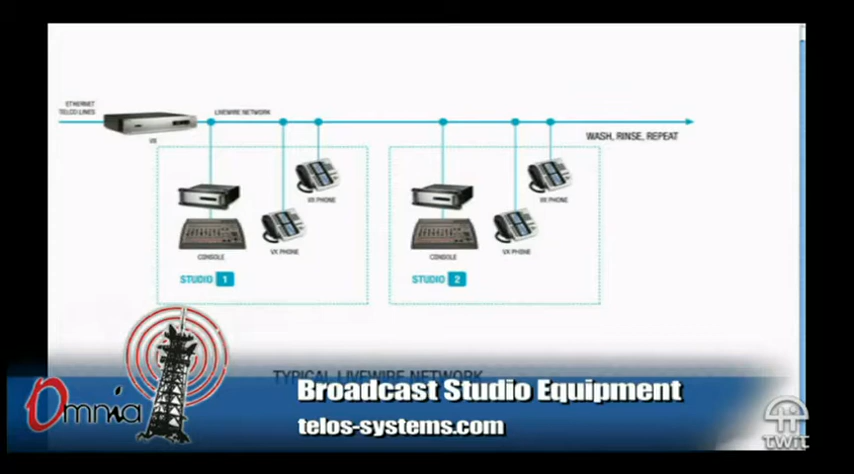 ETHERNET
TELCO LINES
LIVEWIRE NETWORK
WASH, RINSE, REPEAT
VX
VX PHONE
VX PHONE
VX PHONE
VX PHONE
CONSOLE
CONSOLE
STUDIO 1
STUDIO 2
TYPICAL LIVEWIRE NETWORK
Broadcast Studio Equipment
Omnia
telos-systems.com
TWiT